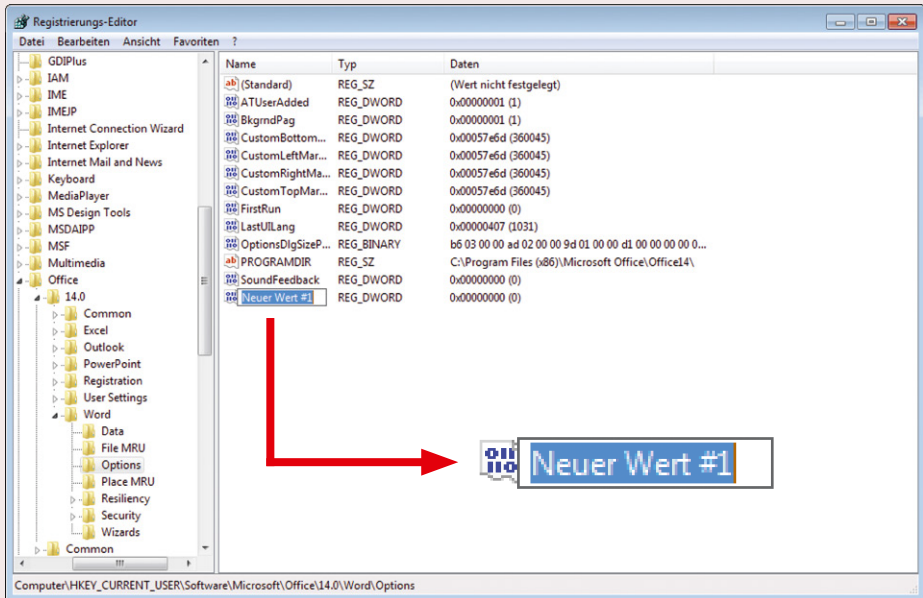 Registrierungs-Editor
Datei Bearbeiten Ansicht Favoriten ?
GDIPlus
IAM
IME
IMEJP
Internet Connection Wizard
Internet Explorer
Internet Mail and News
Keyboard
MediaPlayer
MS Design Tools
MSDAIPP
MSF
Multimedia
Office
14.0
Common
Excel
Outlook
PowerPoint
Registration
User Settings
Word
Data
File MRU
Options
Place MRU
Resiliency
Security
Wizards
Common
Name Typ Daten
(Standard) REG_SZ (Wert nicht festgelegt)
ATUserAdded REG_DWORD 0x00000001 (1)
BkgrndPag REG_DWORD 0x00000001 (1)
CustomBottom... REG_DWORD 0x00057e6d (360045)
CustomLeftMar... REG_DWORD 0x00057e6d (360045)
CustomRightMa... REG_DWORD 0x00057e6d (360045)
CustomTopMar... REG_DWORD 0x00057e6d (360045)
FirstRun REG_DWORD 0x00000000 (0)
LastUILang REG_DWORD 0x00000407 (1031)
OptionsDlgSizeP... REG_BINARY b6 03 00 00 ad 02 00 00 9d 01 00 00 d1 00 00 00 00 0...
PROGRAMDIR REG_SZ C:\Program Files (x86)\Microsoft Office\Office14\
SoundFeedback REG_DWORD 0x00000000 (0)
Neuer Wert #1 REG_DWORD 0x00000000 (0)
Neuer Wert #1
Computer\HKEY_CURRENT_USER\Software\Microsoft\Office\14.0\Word\Options